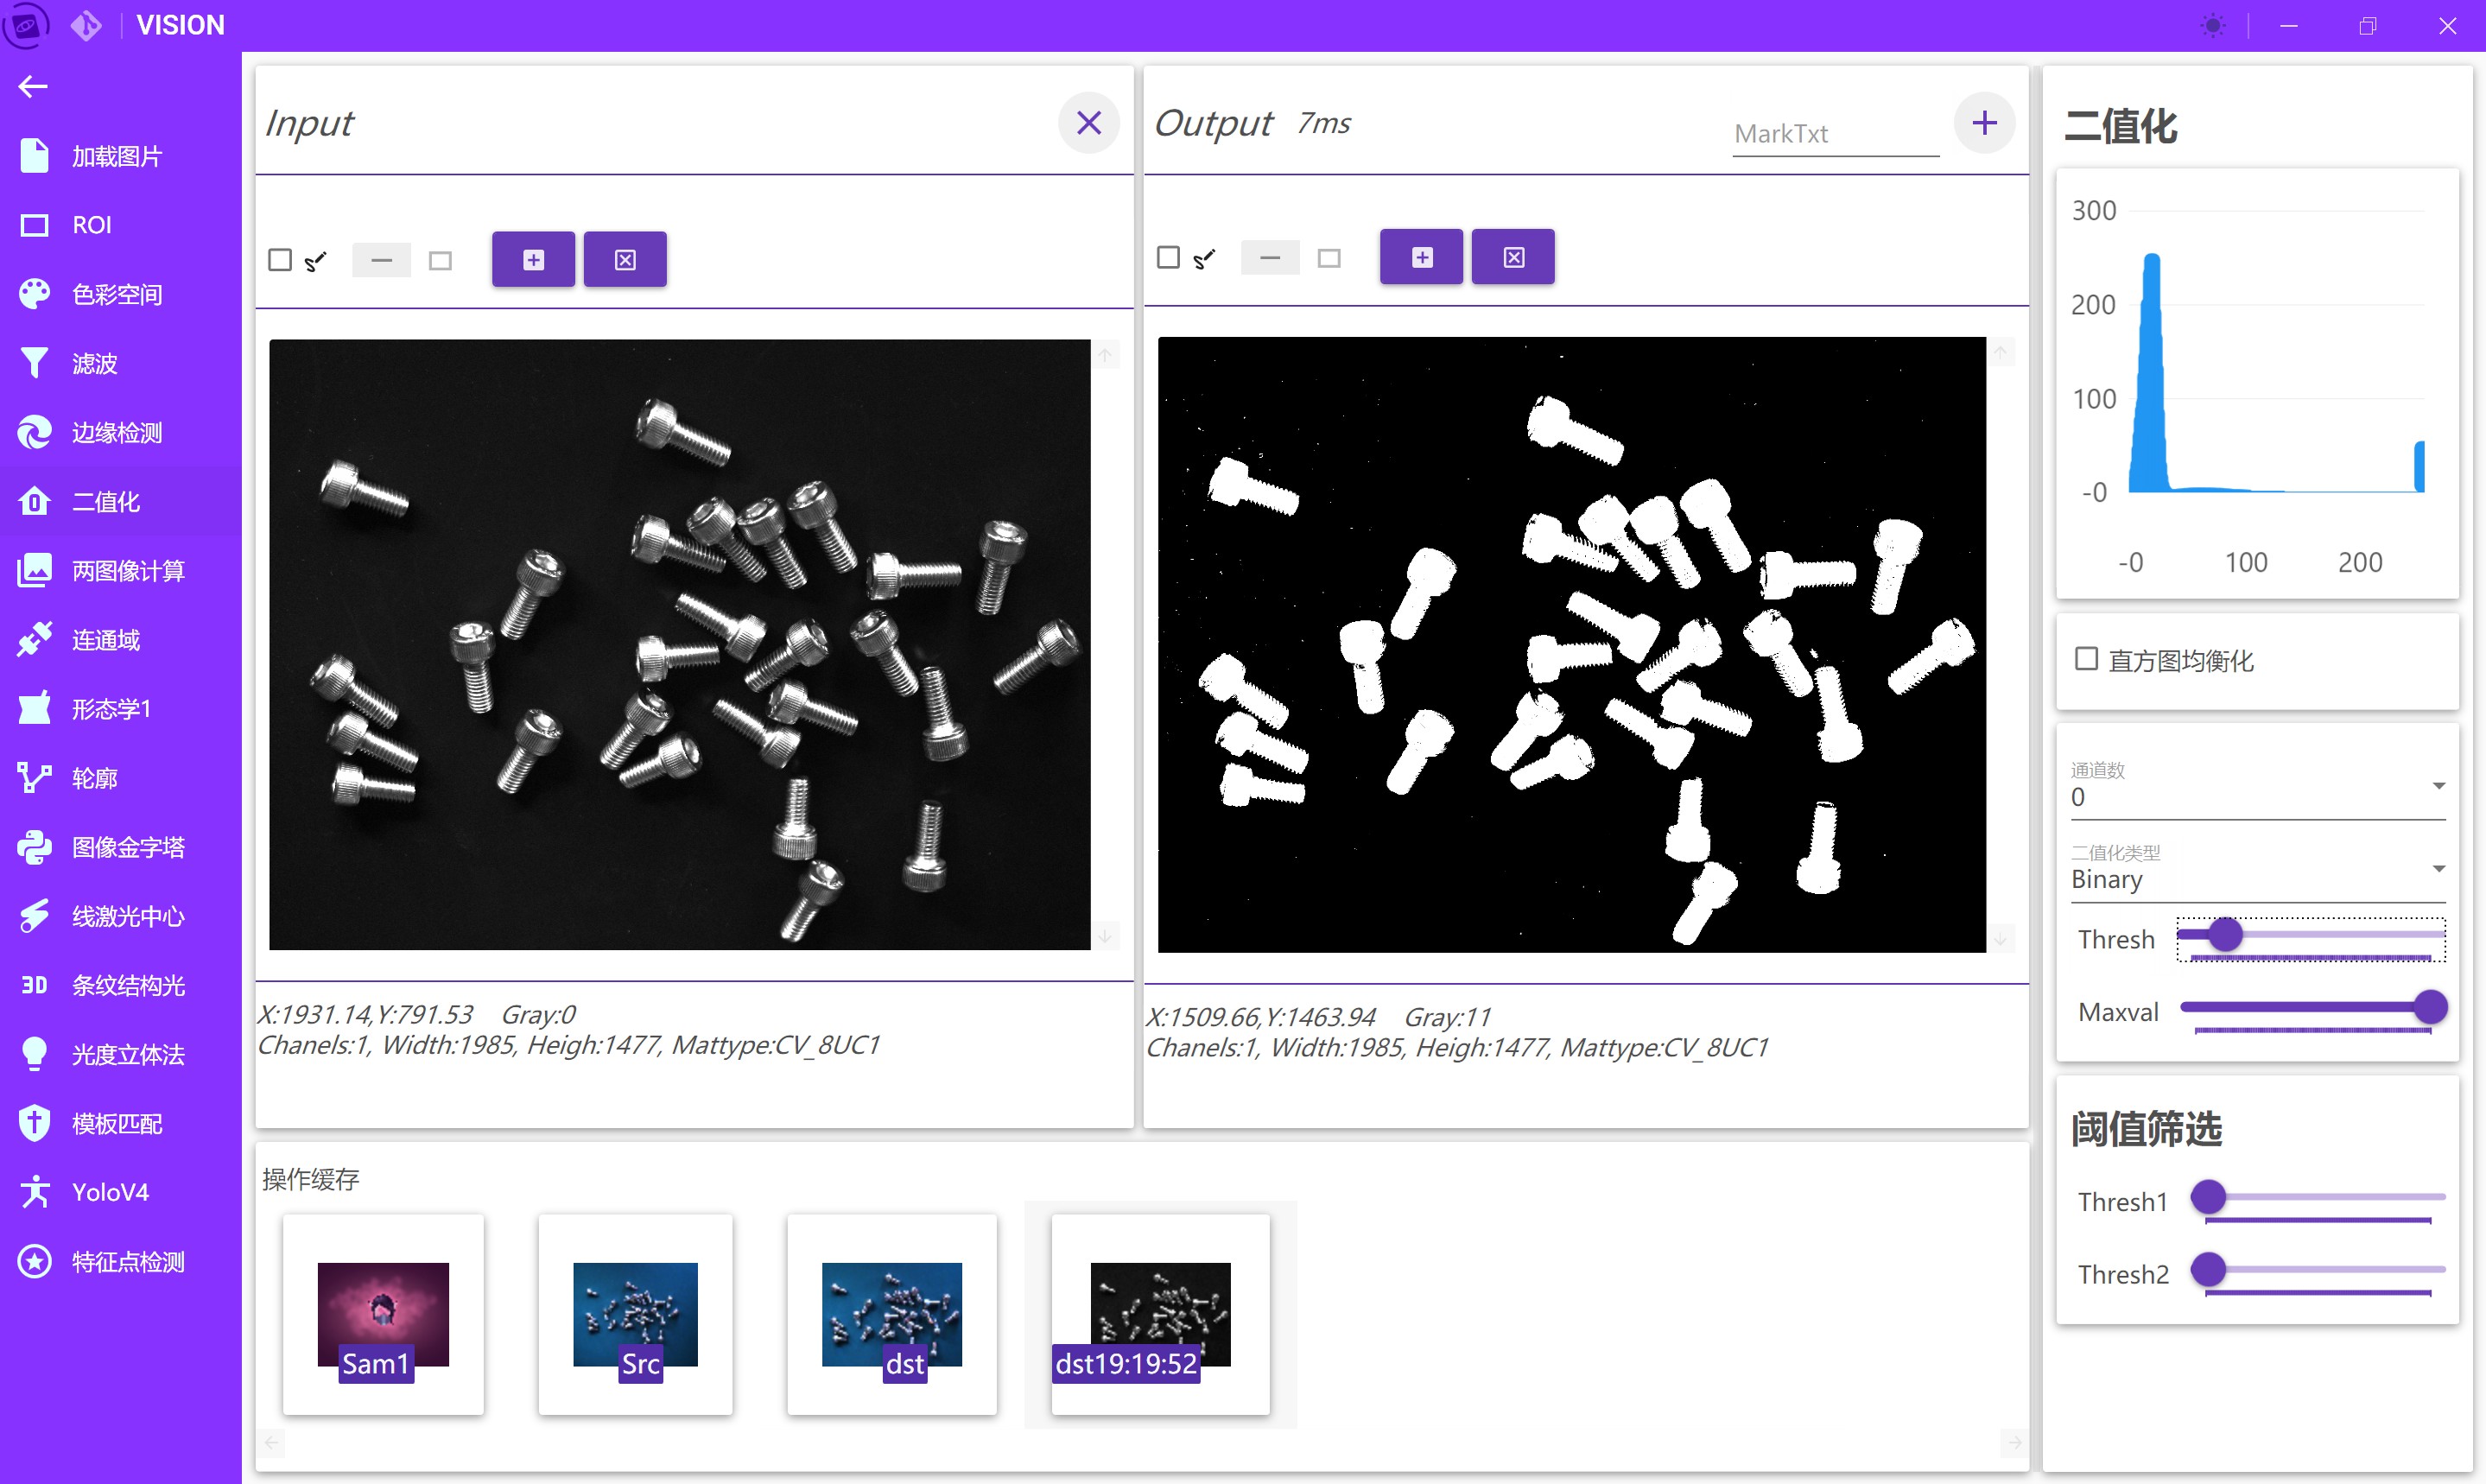 VISION
加载图片
ROI
色彩空间
滤波
边缘检测
二值化
两图像计算
连通域
形态学1
轮廓
图像金字塔
线激光中心
3D 条纹结构光
光度立体法
模板匹配
YoloV4
特征点检测
Input
X:1931.14,Y:791.53 Gray:0
Chanels:1, Width:1985, Heigh:1477, Mattype:CV_8UC1
Output 7ms
MarkTxt
X:1509.66,Y:1463.94 Gray:11
Chanels:1, Width:1985, Heigh:1477, Mattype:CV_8UC1
操作缓存
Sam1
Src
dst
dst19:19:52
二值化
300
200
100
-0
-0 100 200
直方图均衡化
通道数
0
二值化类型
Binary
Thresh
Maxval
阈值筛选
Thresh1
Thresh2